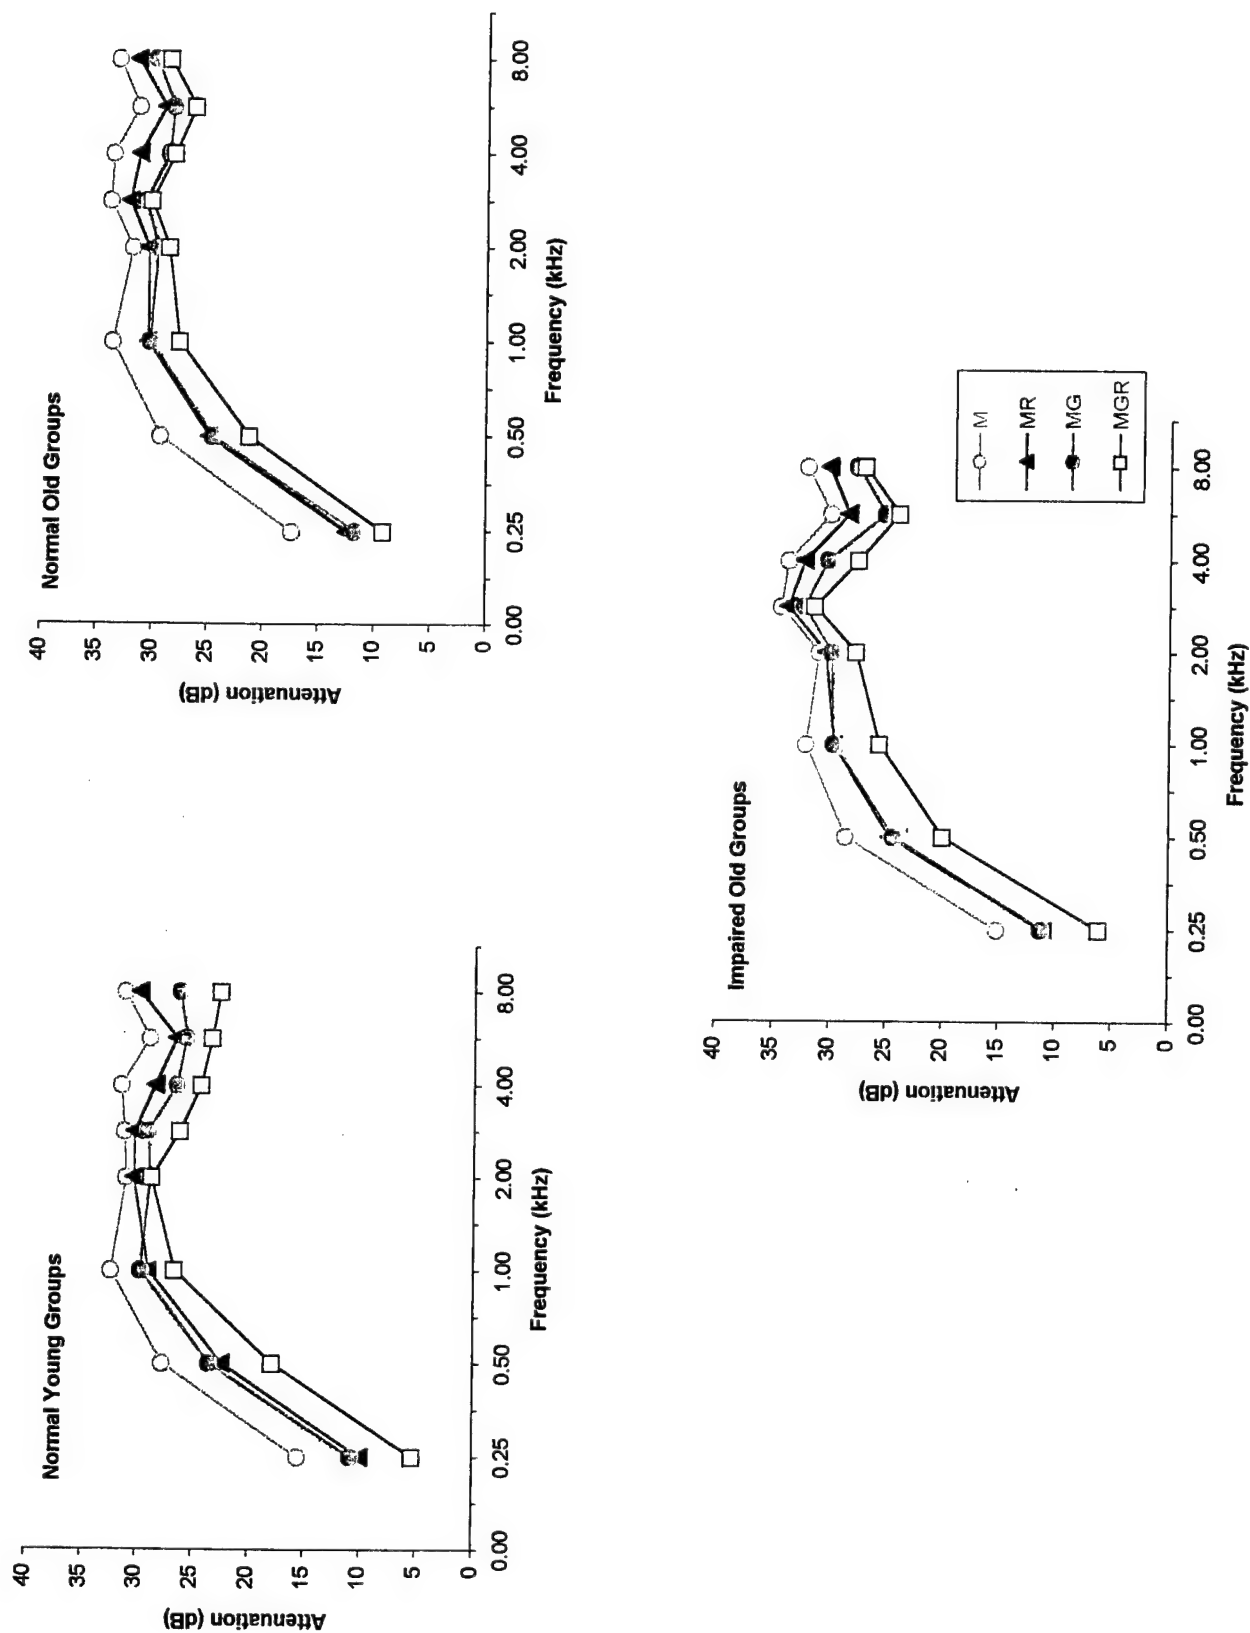 Normal Young Groups
Attenuation (dB)
40
35
30
25
20
15
10
5
0
0.00 0.25 0.50 1.00 2.00 4.00 8.00
Frequency (kHz)
Normal Old Groups
Attenuation (dB)
40
35
30
25
20
15
10
5
0
0.00 0.25 0.50 1.00 2.00 4.00 8.00
Frequency (kHz)
Impaired Old Groups
Attenuation (dB)
40
35
30
25
20
15
10
5
0
0.00 0.25 0.50 1.00 2.00 4.00 8.00
Frequency (kHz)
M
MR
MG
MGR